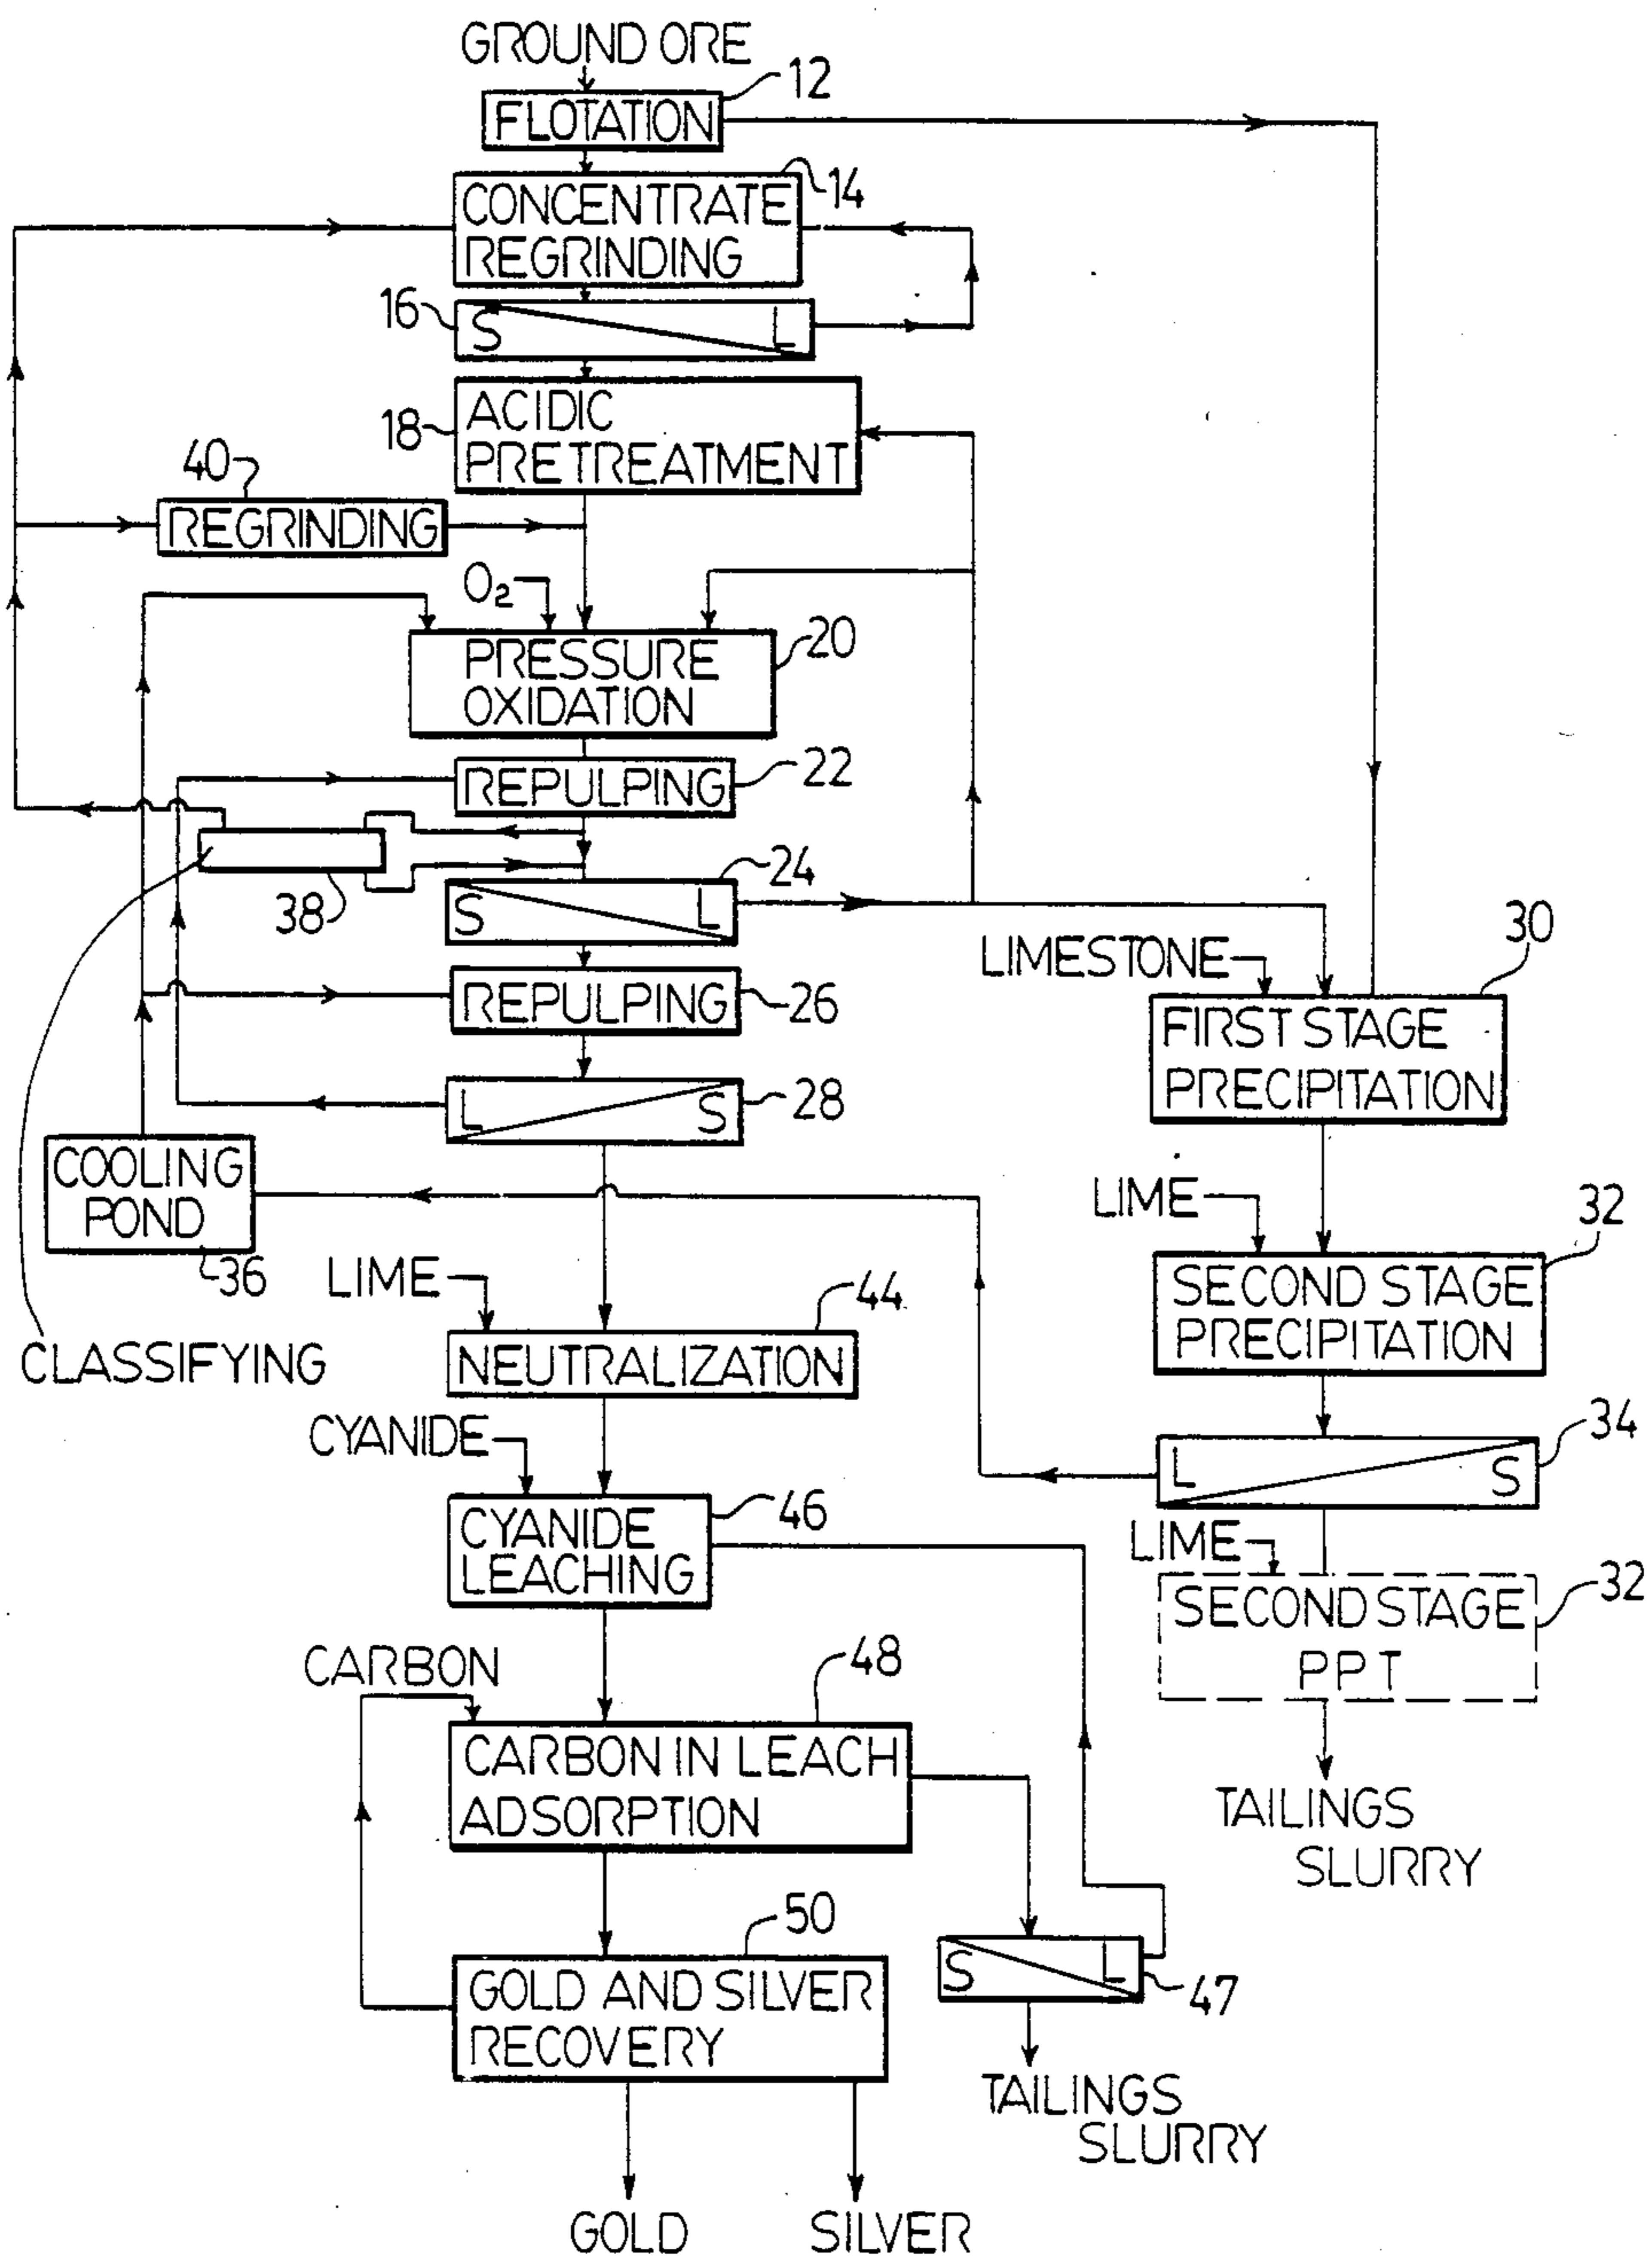 GROUND ORE
12
FLOTATION
14
CONCENTRATE
REGRINDING
16
S L
18
ACIDIC
PRETREATMENT
40
REGRINDING
O₂
20
PRESSURE
OXIDATION
22
REPULPING
38
24
S L
LIMESTONE
30
REPULPING
26
FIRST STAGE
PRECIPITATION
L S
28
COOLING
POND
36
LIME
32
SECOND STAGE
PRECIPITATION
LIME
44
CLASSIFYING
NEUTRALIZATION
34
L S
CYANIDE
46
CYANIDE
LEACHING
LIME
32
SECOND STAGE
PPT
CARBON
48
CARBON IN LEACH
ADSORPTION
TAILINGS
SLURRY
50
GOLD AND SILVER
RECOVERY
S L
47
TAILINGS
SLURRY
GOLD
SILVER